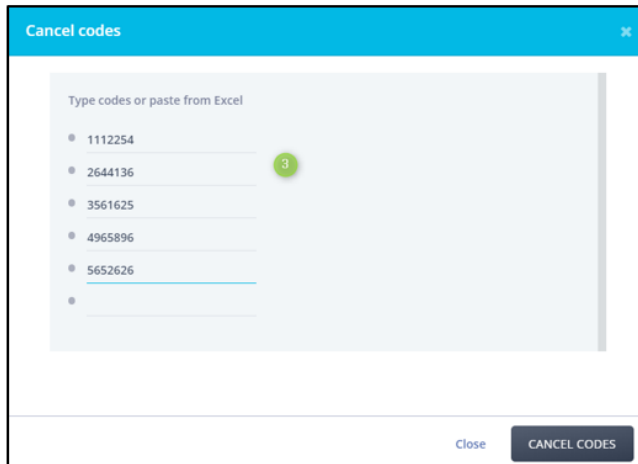 Cancel codes
Type codes or paste from Excel
1112254
3
2644136
3561625
4965896
5652626
Close CANCEL CODES